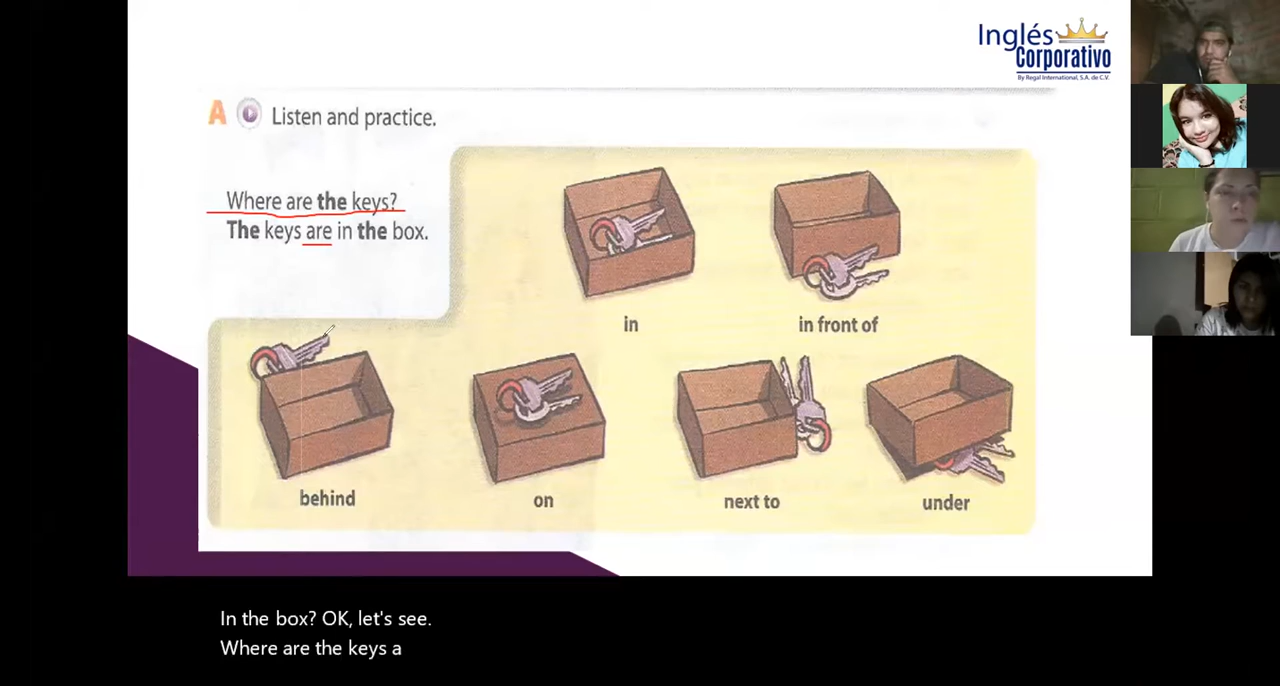 Inglés
Corporativo
By Regal International, S.A. de C.V.
A Listen and practice.
Where are the keys?
The keys are in the box.
in
in front of
behind
on
next to
under
In the box? OK, let's see.
Where are the keys a